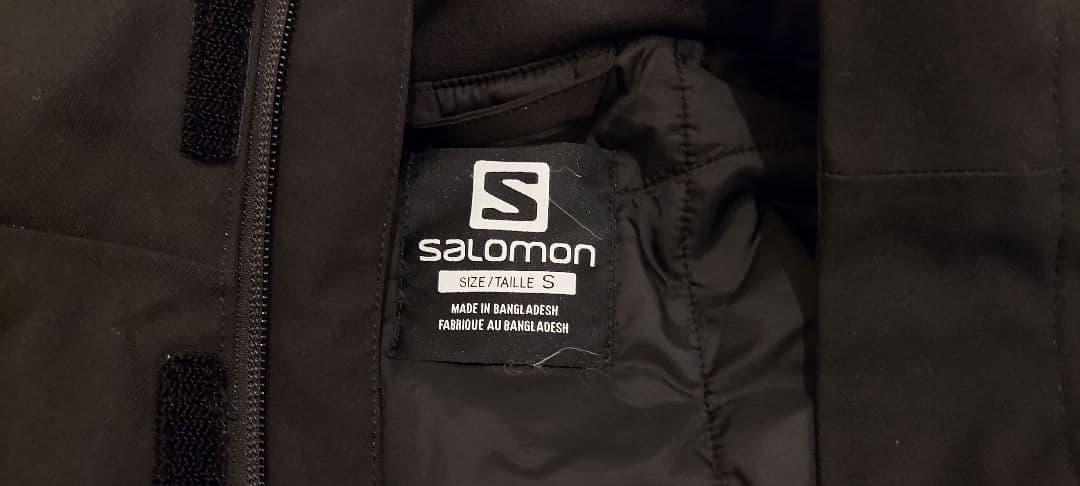 S
salomon
SIZE/TAILLE S
MADE IN BANGLADESH
FABRIQUE AU BANGLADESH